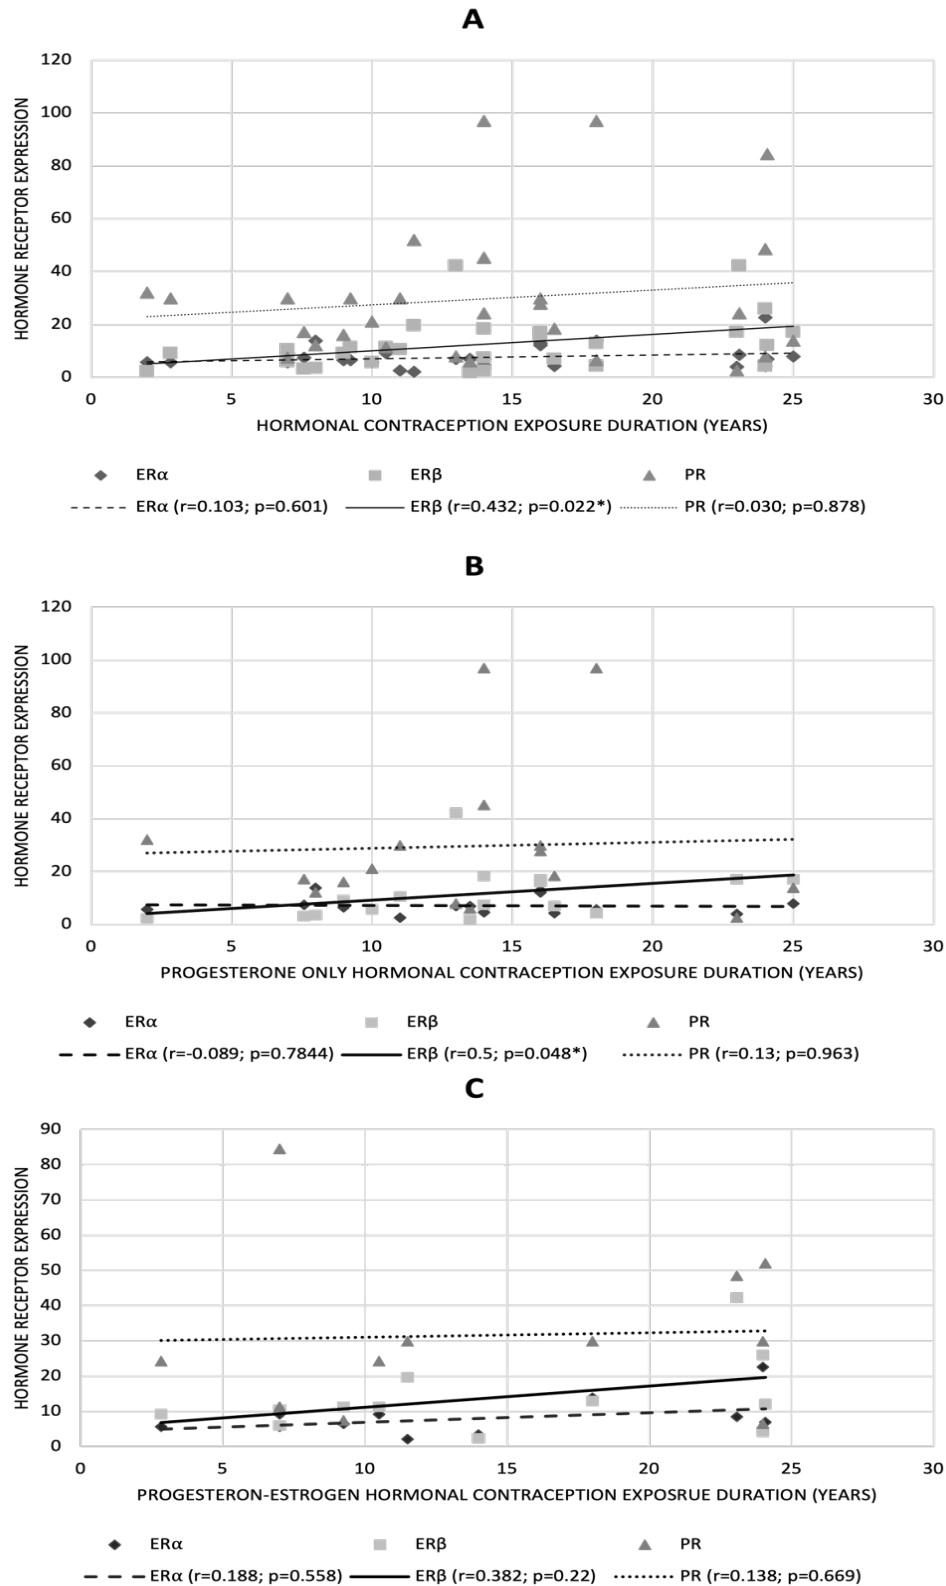 A
HORMONE RECEPTOR EXPRESSION
120
100
80
60
40
20
0
0 5 10 15 20 25 30
HORMONAL CONTRACEPTION EXPOSURE DURATION (YEARS)
ERα ERβ PR
ERα (r=0.103; p=0.601) ERβ (r=0.432; p=0.022*) PR (r=0.030; p=0.878)
B
HORMONE RECEPTOR EXPRESSION
120
100
80
60
40
20
0
0 5 10 15 20 25 30
PROGESTERONE ONLY HORMONAL CONTRACEPTION EXPOSURE DURATION (YEARS)
ERα ERβ PR
ERα (r=-0.089; p=0.7844) ERβ (r=0.5; p=0.048*) PR (r=0.13; p=0.963)
C
HORMONE RECEPTOR EXPRESSION
90
80
70
60
50
40
30
20
10
0
0 5 10 15 20 25 30
PROGESTERON-ESTROGEN HORMONAL CONTRACEPTION EXPOSRUE DURATION (YEARS)
ERα ERβ PR
ERα (r=0.188; p=0.558) ERβ (r=0.382; p=0.22) PR (r=0.138; p=0.669)